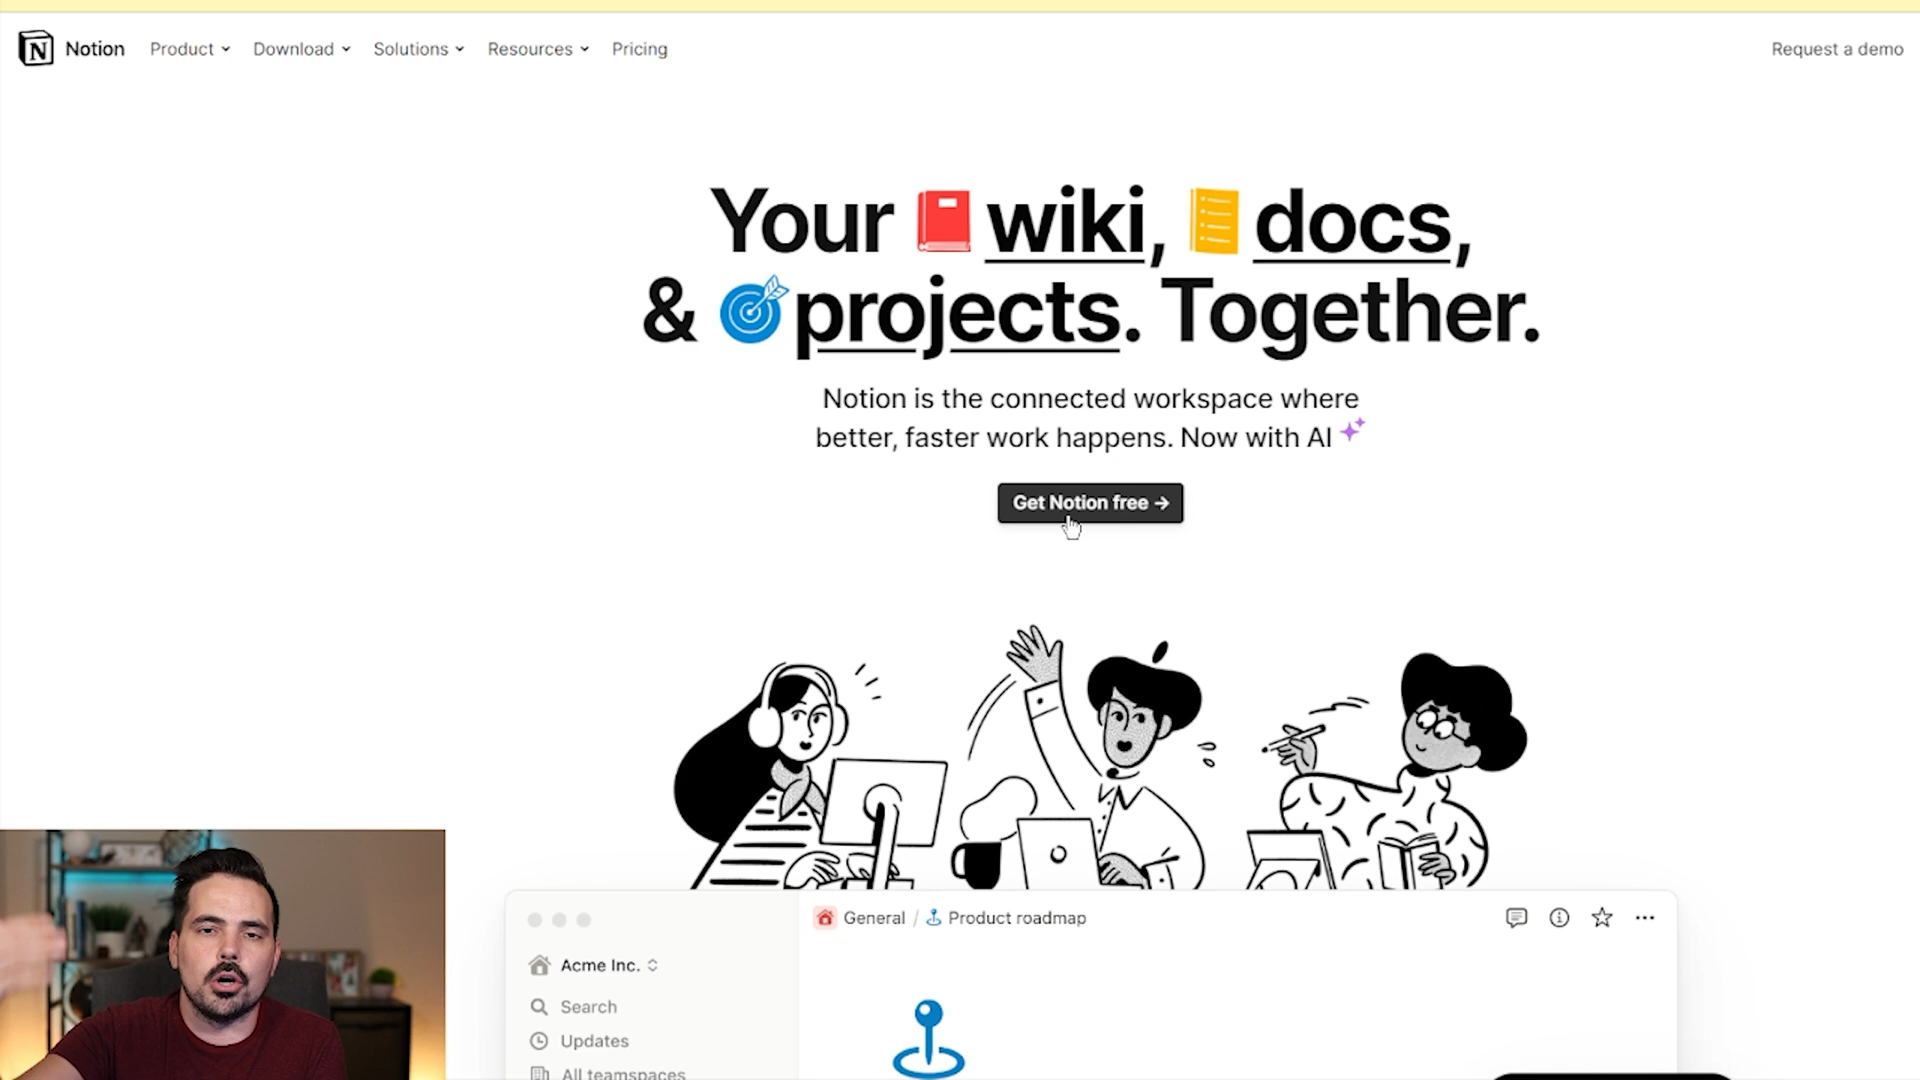 Notion Product Download Solutions Resources Pricing Request a demo
Your wiki, docs,
& projects. Together.
Notion is the connected workspace where
better, faster work happens. Now with AI
Get Notion free →
General / Product roadmap
Acme Inc.
Search
Updates
All teamspaces